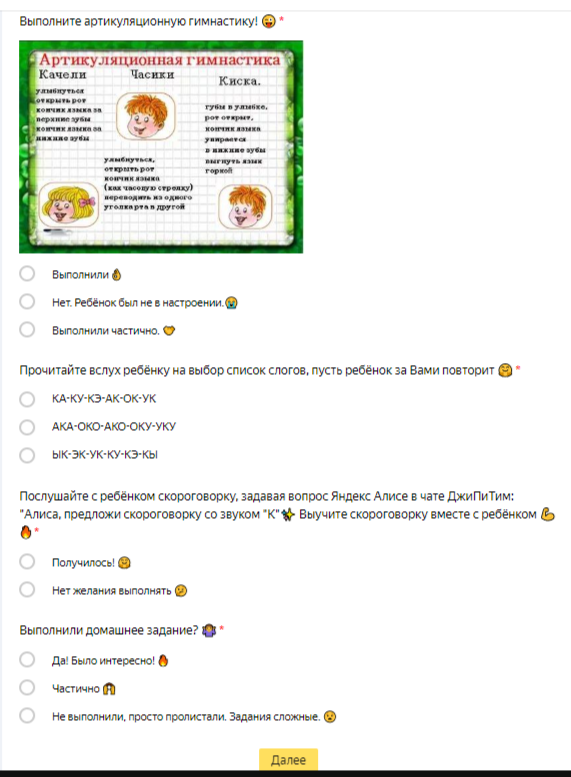 Выполните артикуляционную гимнастику! 😀 *
Артикуляционная гимнастика
Качели
Часики
Киска.
улыбнуться
открыть рот
кончик языка за
верхние зубы
кончик языка за
нижние зубы
улыбнуться,
открыть рот
кончик языка
(как часовую стрелку)
переводить из одного
уголка рта в другой
губы в улыбке,
рот открыт,
кончик языка
упирается
в нижние зубы
выгнуть язык
горкой
Выполнили 👌
Нет. Ребёнок был не в настроении. 😭
Выполнили частично. 🤝
Прочитайте вслух ребёнку на выбор список слогов, пусть ребёнок за Вами повторит 🤗 *
КА-КУ-КЭ-АК-ОК-УК
АКА-ОКО-АКО-ОКУ-УКУ
ЫК-ЭК-УК-КУ-КЭ-КЫ
Послушайте с ребёнком скороговорку, задавая вопрос Яндекс Алисе в чате ДжиПиТим:
"Алиса, предложи скороговорку со звуком "К"✨ Выучите скороговорку вместе с ребёнком 💪
🔥 *
Получилось! 🤗
Нет желания выполнять 😕
Выполнили домашнее задание? 🤷 *
Да! Было интересно! 🔥
Частично 🙍
Не выполнили, просто пролистали. Задания сложные. 😟
Далее